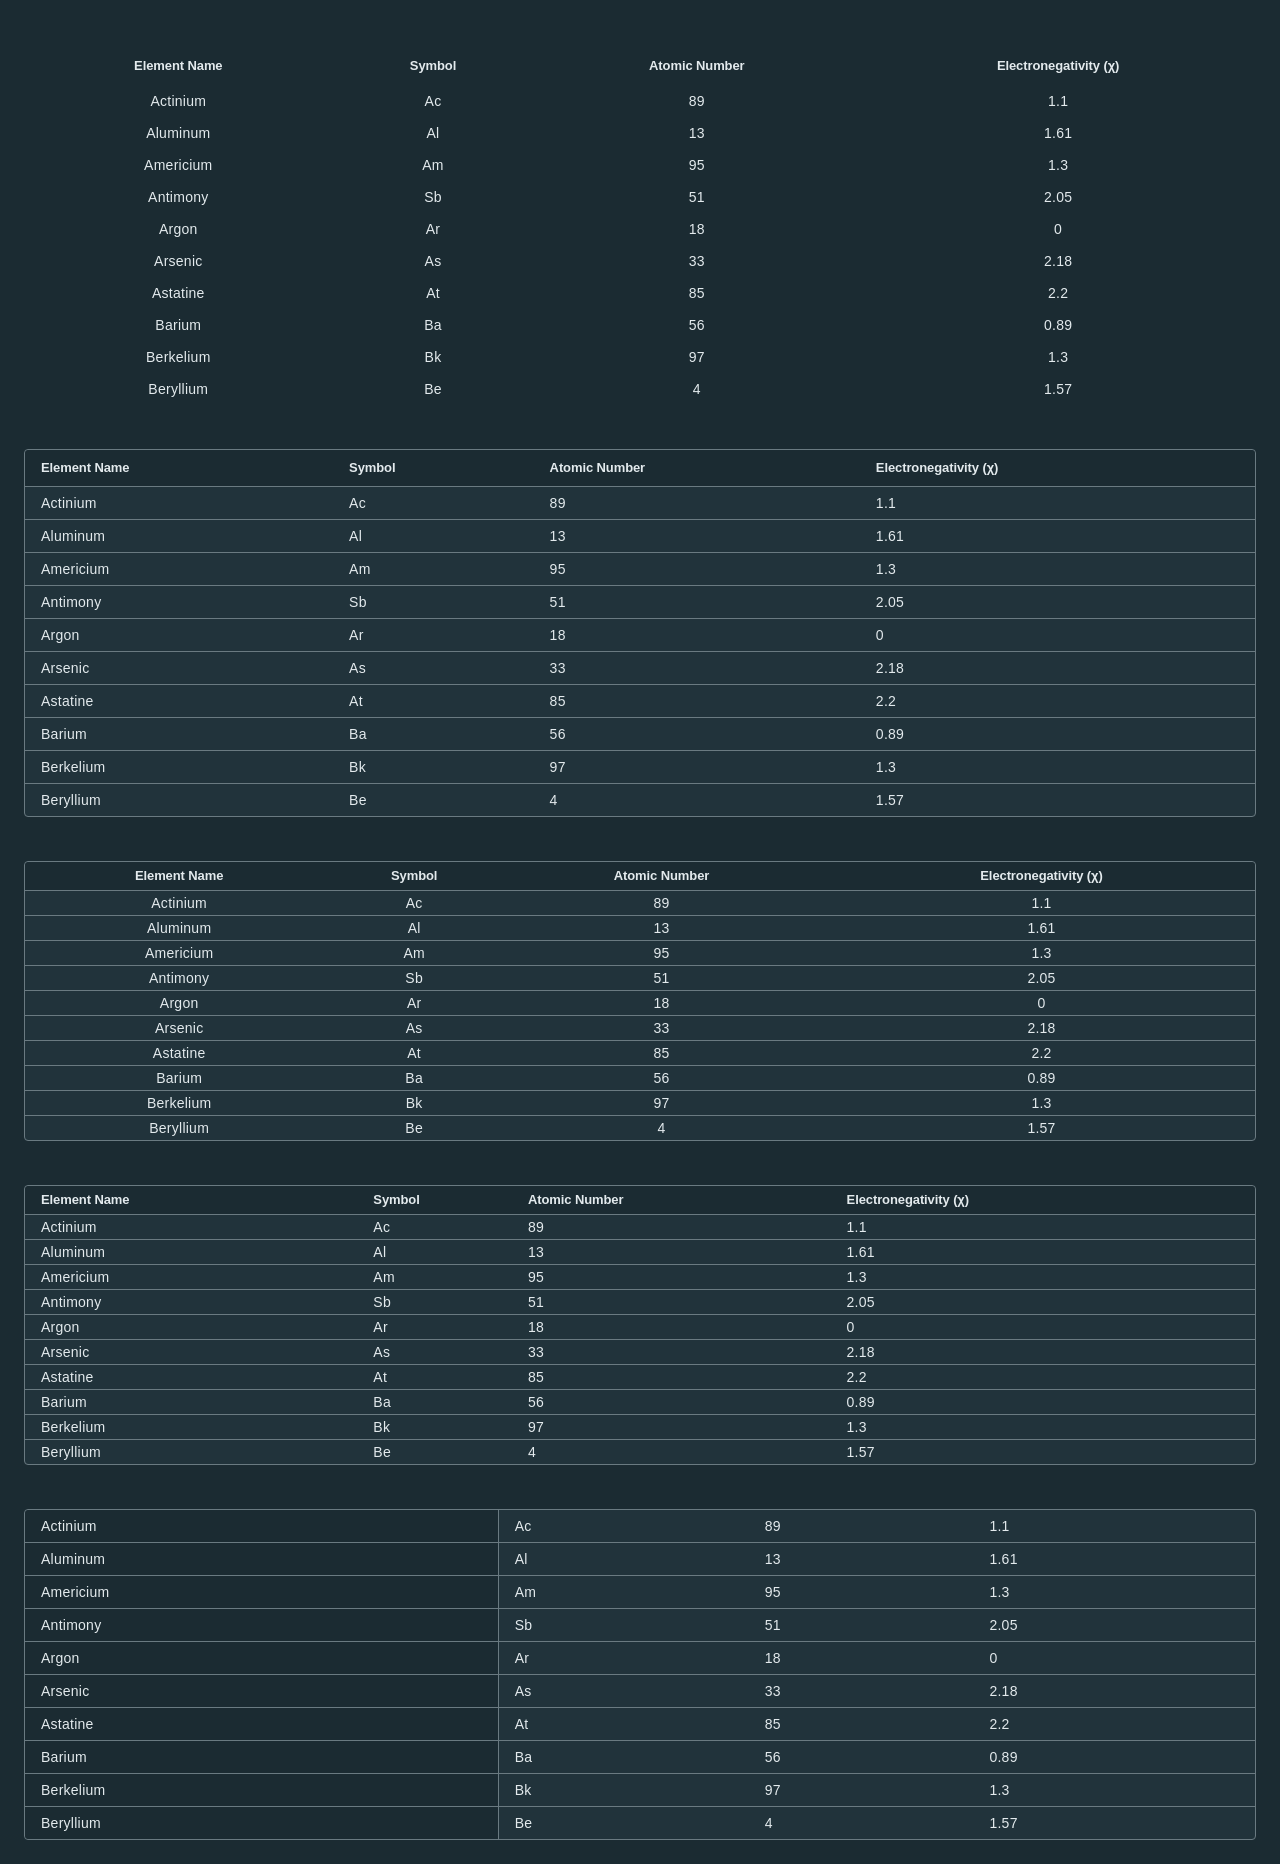 Element Name Symbol Atomic Number Electronegativity (χ)
Actinium Ac 89 1.1
Aluminum Al 13 1.61
Americium Am 95 1.3
Antimony Sb 51 2.05
Argon Ar 18 0
Arsenic As 33 2.18
Astatine At 85 2.2
Barium Ba 56 0.89
Berkelium Bk 97 1.3
Beryllium Be 4 1.57
Element Name Symbol Atomic Number Electronegativity (χ)
Actinium Ac 89 1.1
Aluminum Al 13 1.61
Americium Am 95 1.3
Antimony Sb 51 2.05
Argon Ar 18 0
Arsenic As 33 2.18
Astatine At 85 2.2
Barium Ba 56 0.89
Berkelium Bk 97 1.3
Beryllium Be 4 1.57
Element Name Symbol Atomic Number Electronegativity (χ)
Actinium Ac 89 1.1
Aluminum Al 13 1.61
Americium Am 95 1.3
Antimony Sb 51 2.05
Argon Ar 18 0
Arsenic As 33 2.18
Astatine At 85 2.2
Barium Ba 56 0.89
Berkelium Bk 97 1.3
Beryllium Be 4 1.57
Element Name Symbol Atomic Number Electronegativity (χ)
Actinium Ac 89 1.1
Aluminum Al 13 1.61
Americium Am 95 1.3
Antimony Sb 51 2.05
Argon Ar 18 0
Arsenic As 33 2.18
Astatine At 85 2.2
Barium Ba 56 0.89
Berkelium Bk 97 1.3
Beryllium Be 4 1.57
Actinium Ac 89 1.1
Aluminum Al 13 1.61
Americium Am 95 1.3
Antimony Sb 51 2.05
Argon Ar 18 0
Arsenic As 33 2.18
Astatine At 85 2.2
Barium Ba 56 0.89
Berkelium Bk 97 1.3
Beryllium Be 4 1.57